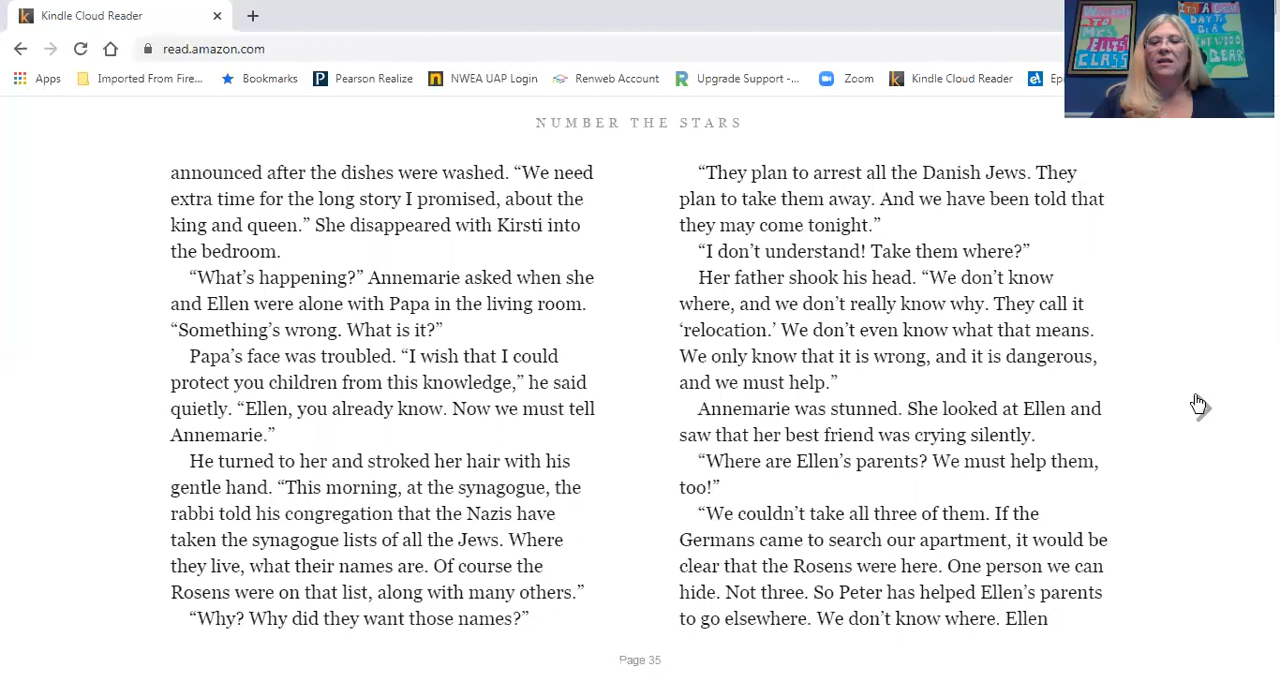 Kindle Cloud Reader
read.amazon.com
Apps
Imported From Fire...
Bookmarks
Pearson Realize
NWEA UAP Login
Renweb Account
Upgrade Support -...
Zoom
Kindle Cloud Reader
TO
MRS
ELLIS'
CLASS
IT'S A GREAT
DAY TO
BE A
BEAR
NUMBER THE STARS
announced after the dishes were washed. “We need
extra time for the long story I promised, about the
king and queen.” She disappeared with Kirsti into
the bedroom.
“What’s happening?” Annemarie asked when she
and Ellen were alone with Papa in the living room.
“Something’s wrong. What is it?”
Papa’s face was troubled. “I wish that I could
protect you children from this knowledge,” he said
quietly. “Ellen, you already know. Now we must tell
Annemarie.”
He turned to her and stroked her hair with his
gentle hand. “This morning, at the synagogue, the
rabbi told his congregation that the Nazis have
taken the synagogue lists of all the Jews. Where
they live, what their names are. Of course the
Rosens were on that list, along with many others.”
“Why? Why did they want those names?”
“They plan to arrest all the Danish Jews. They
plan to take them away. And we have been told that
they may come tonight.”
“I don’t understand! Take them where?”
Her father shook his head. “We don’t know
where, and we don’t really know why. They call it
‘relocation.’ We don’t even know what that means.
We only know that it is wrong, and it is dangerous,
and we must help.”
Annemarie was stunned. She looked at Ellen and
saw that her best friend was crying silently.
“Where are Ellen’s parents? We must help them,
too!”
“We couldn’t take all three of them. If the
Germans came to search our apartment, it would be
clear that the Rosens were here. One person we can
hide. Not three. So Peter has helped Ellen’s parents
to go elsewhere. We don’t know where. Ellen
Page 35